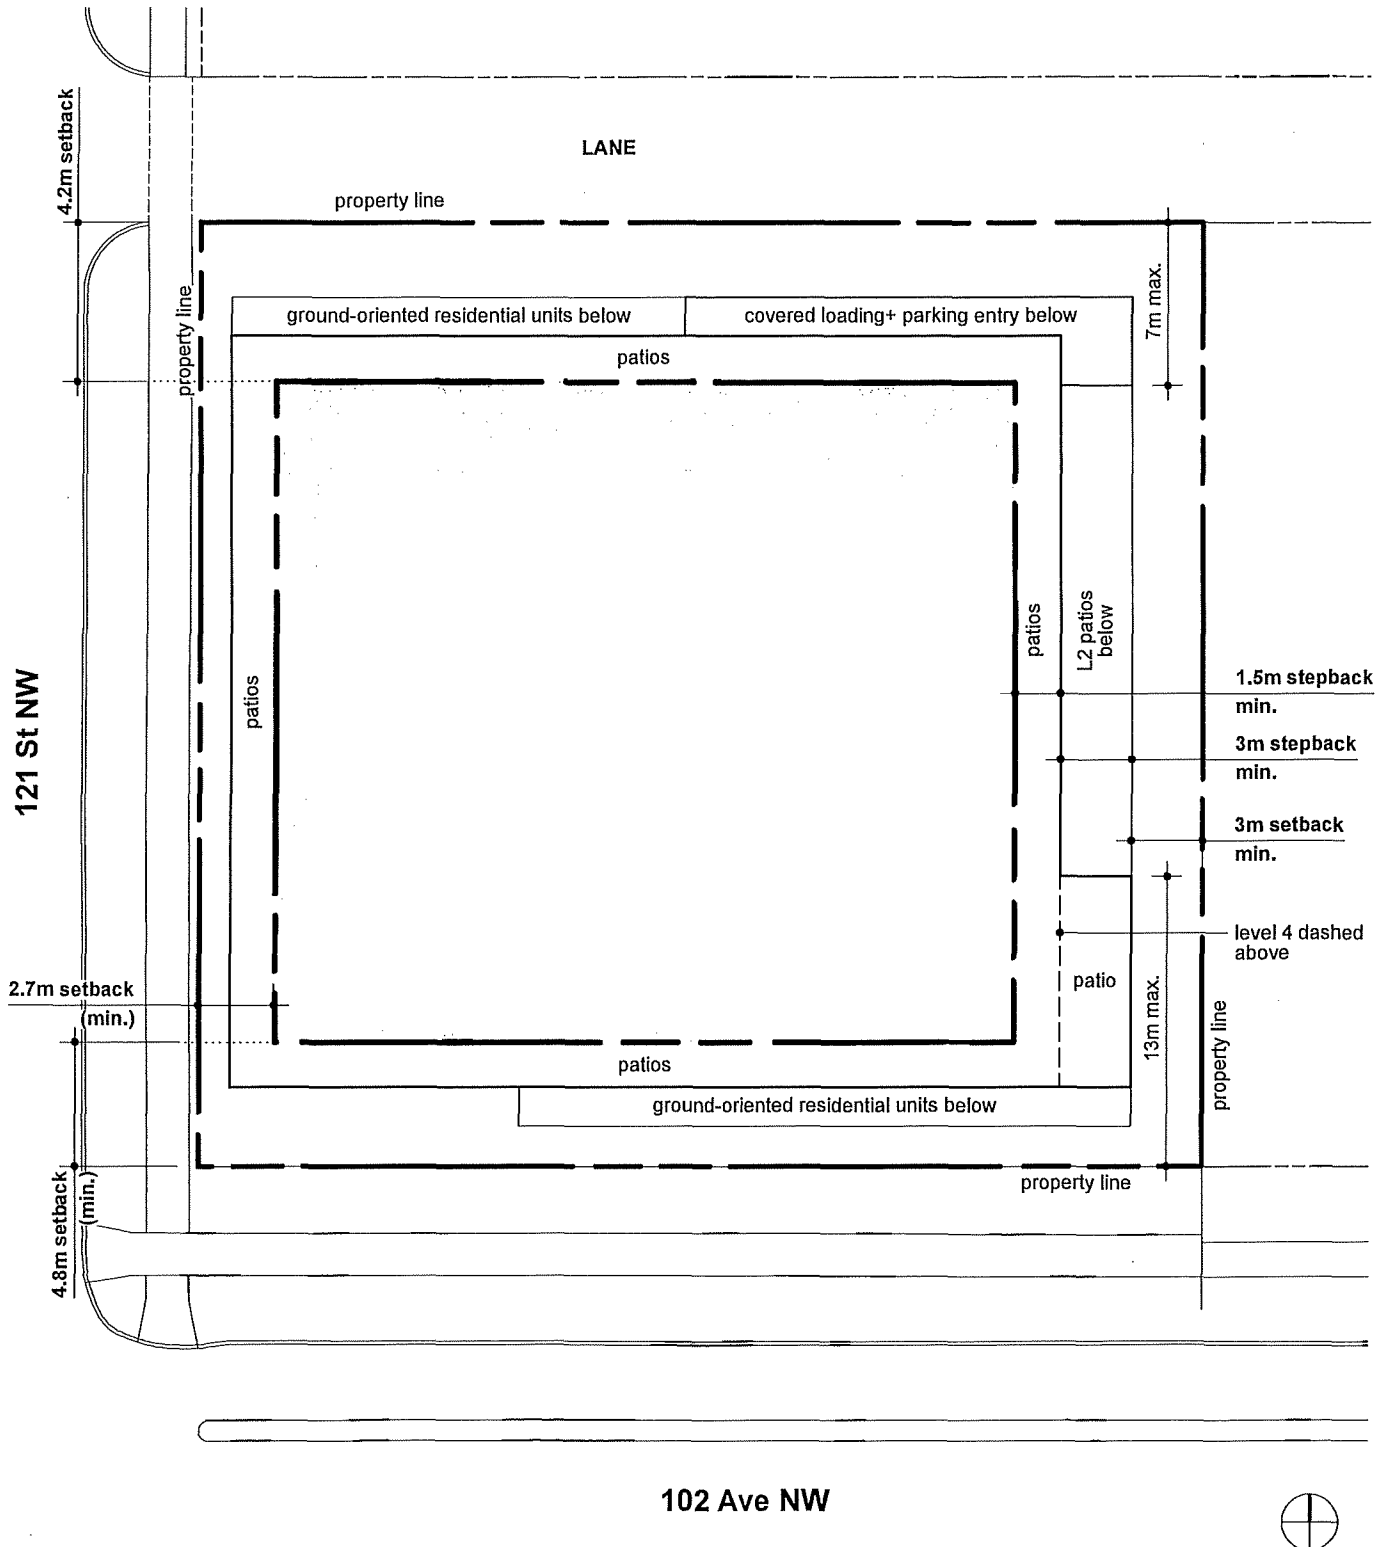 4.2m setback
LANE
property line
property line
ground-oriented residential units below
covered loading+ parking entry below
7m max.
patios
patios
patios
L2 patios
below
121 St NW
1.5m stepback
min.
3m stepback
min.
3m setback
min.
level 4 dashed
above
2.7m setback
(min.)
patio
13m max.
property line
patios
ground-oriented residential units below
4.8m setback
(min.)
property line
102 Ave NW